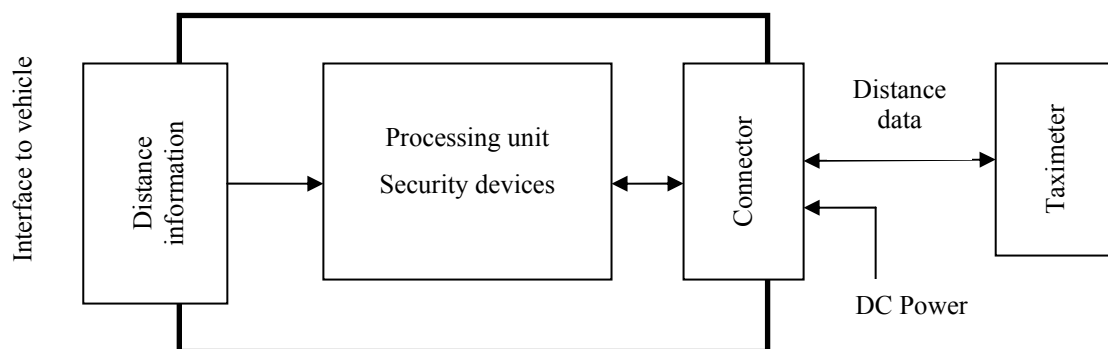 Interface to vehicle
Distance
information
Processing unit
Security devices
Connector
Distance
data
DC Power
Taximeter